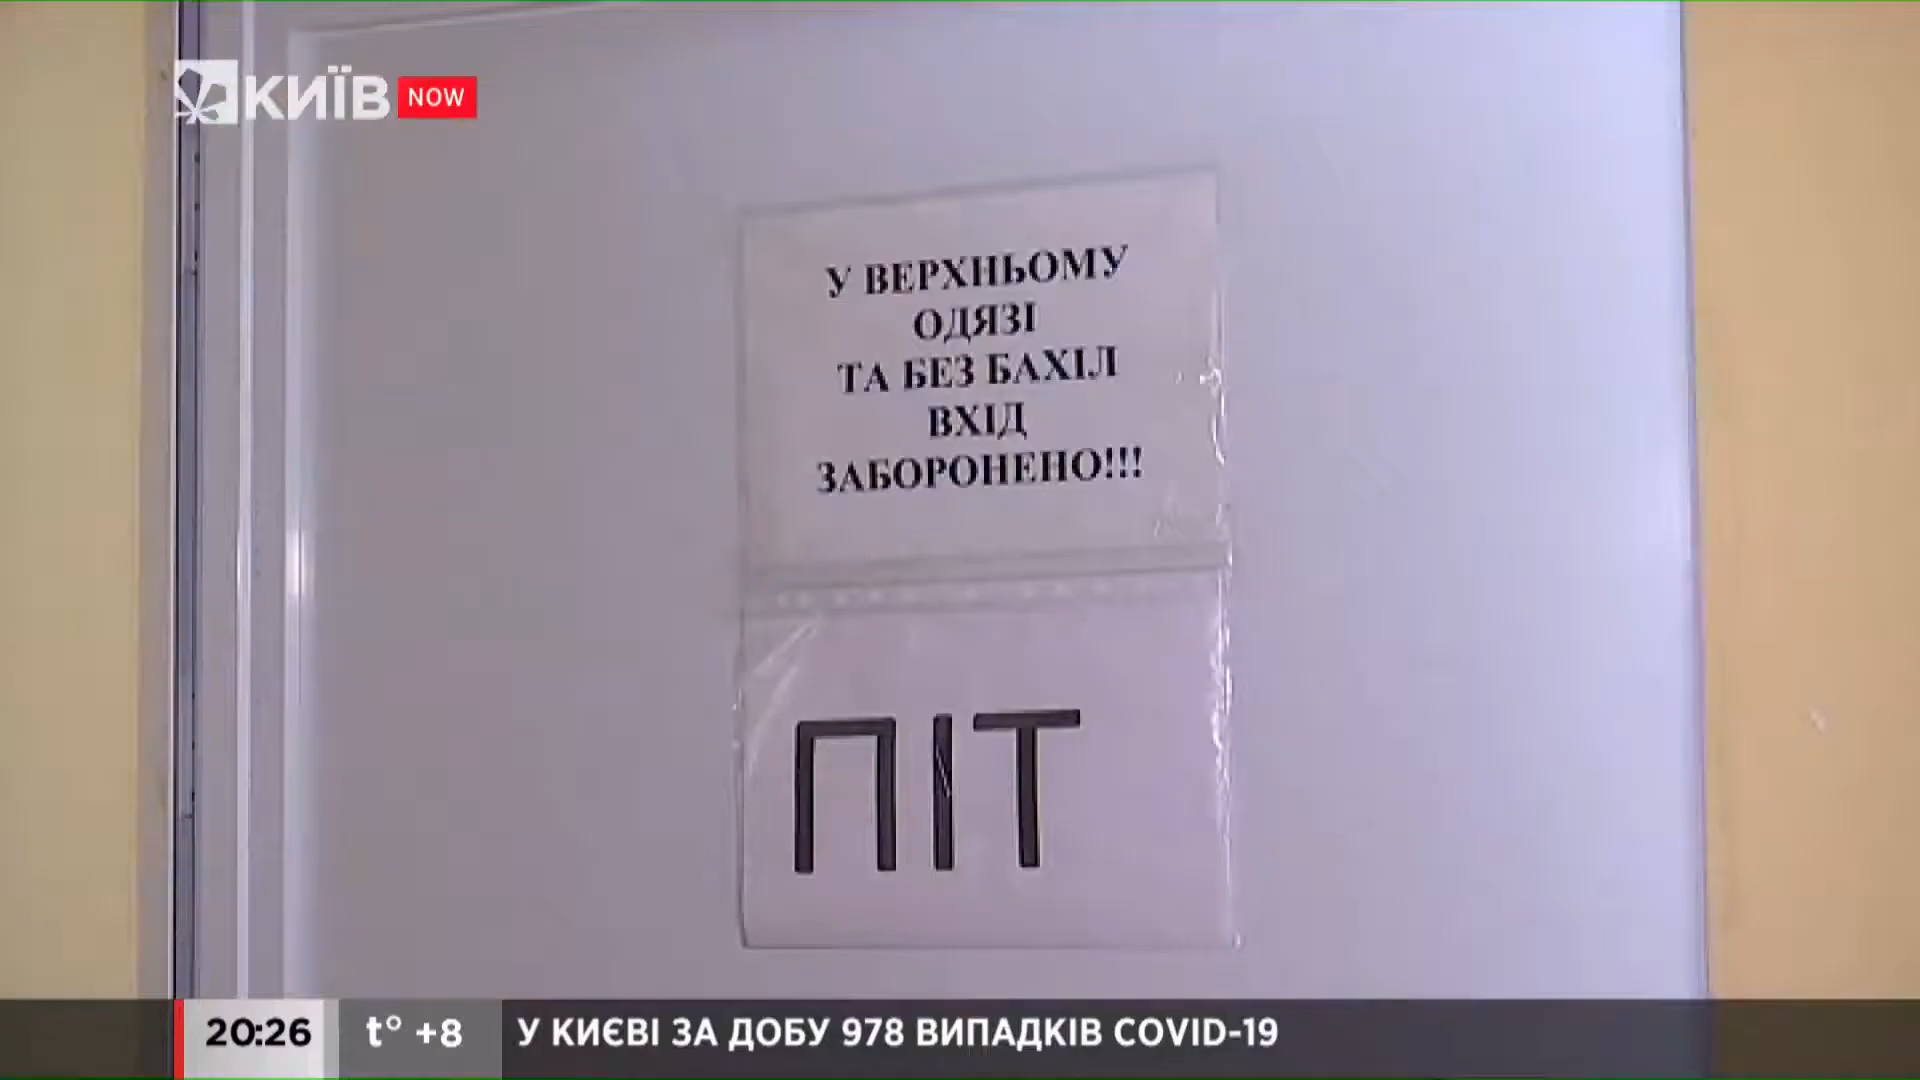 КИЇВ NOW
У ВЕРХНЬОМУ
ОДЯЗІ
ТА БЕЗ БАХІЛ
ВХІД
ЗАБОРОНЕНО!!!
ПІТ
20:26 t° +8 У КИЄВІ ЗА ДОБУ 978 ВИПАДКІВ COVID-19